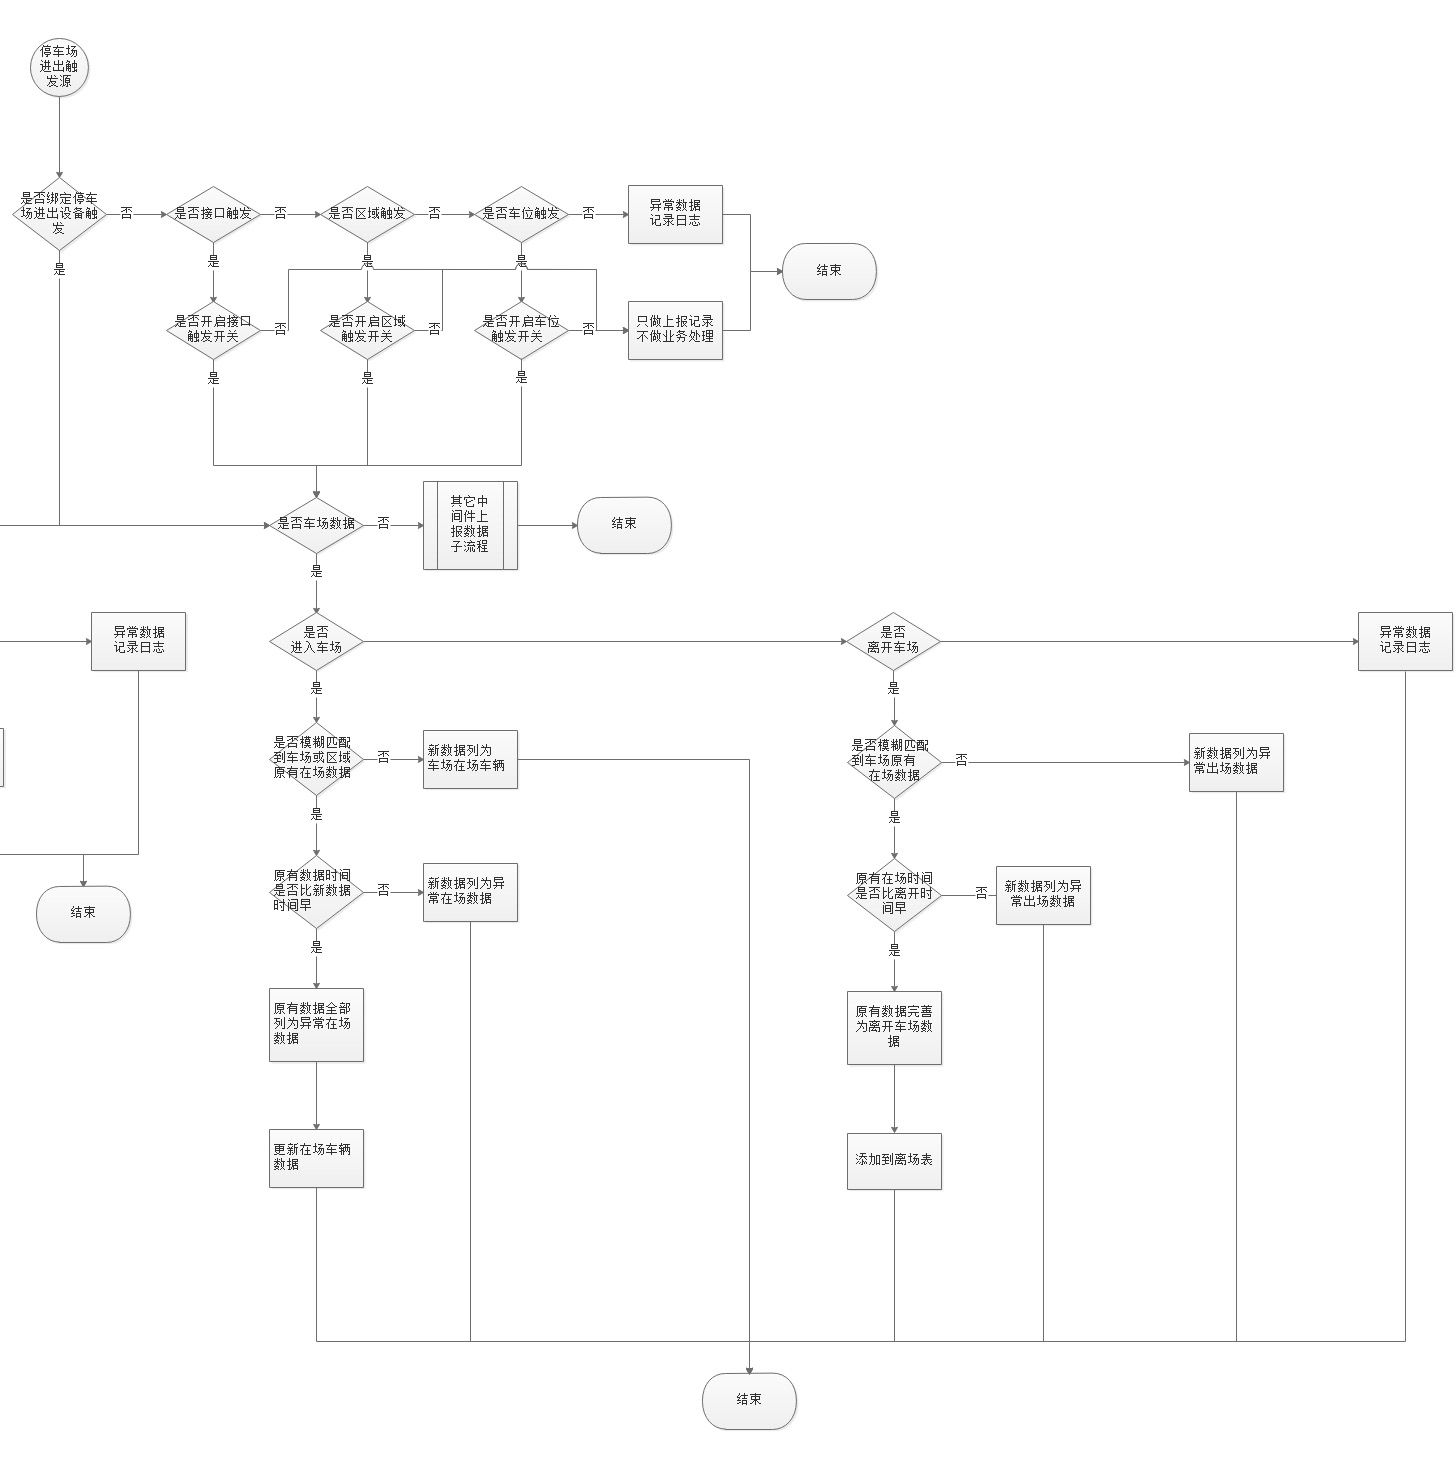 停车场
进出触
发源
是否绑定停车
场进出设备触
发
否
是否接口触发
否
是否区域触发
否
是否车位触发
否
异常数据
记录日志
是
是
是
是
结束
是否开启接口
触发开关
否
是否开启区域
触发开关
否
是否开启车位
触发开关
否
只做上报记录
不做业务处理
是
是
是
是否车场数据
否
其它中
间件上
报数据
子流程
结束
是
异常数据
记录日志
是否
进入车场
是否
离开车场
异常数据
记录日志
是
是
是否模糊匹配
到车场或区域
原有在场数据
否
新数据列为
车场在场车辆
是否模糊匹配
到车场原有
在场数据
否
新数据列为异
常出场数据
是
是
原有数据时间
是否比新数据
时间早
否
新数据列为异
常在场数据
原有在场时间
是否比离开时
间早
否
新数据列为异
常出场数据
结束
是
是
原有数据全部
列为异常在场
数据
原有数据完善
为离开车场数
据
更新在场车辆
数据
添加到离场表
结束